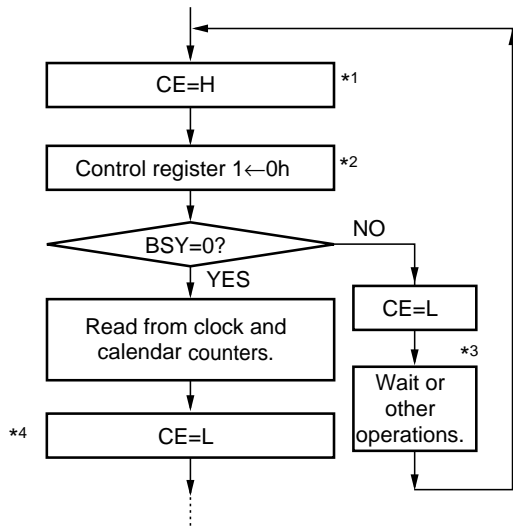 CE=H
*1
Control register 1←0h
*2
BSY=0?
NO
YES
Read from clock and
calendar counters.
CE=L
*3
Wait or
other
operations.
*4
CE=L